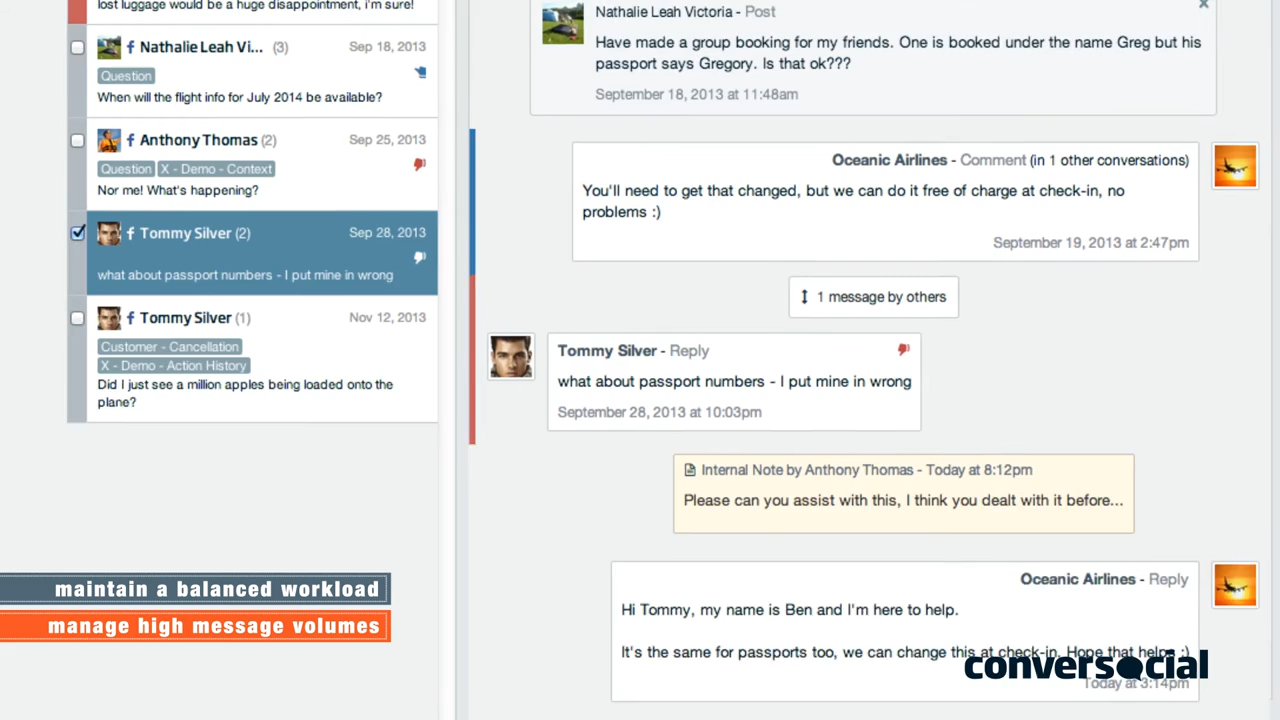 lost luggage would be a huge disappointment, i'm sure!
Nathalie Leah Vi... (3)
Sep 18, 2013
Question
When will the flight info for July 2014 be available?
Anthony Thomas (2)
Sep 25, 2013
Question
X - Demo - Context
Nor me! What's happening?
Tommy Silver (2)
Sep 28, 2013
what about passport numbers - I put mine in wrong
Tommy Silver (1)
Nov 12, 2013
Customer - Cancellation
X - Demo - Action History
Did I just see a million apples being loaded onto the
plane?
maintain a balanced workload
manage high message volumes
Nathalie Leah Victoria - Post
Have made a group booking for my friends. One is booked under the name Greg but his
passport says Gregory. Is that ok???
September 18, 2013 at 11:48am
Oceanic Airlines - Comment (in 1 other conversations)
You'll need to get that changed, but we can do it free of charge at check-in, no
problems :)
September 19, 2013 at 2:47pm
1 message by others
Tommy Silver - Reply
what about passport numbers - I put mine in wrong
September 28, 2013 at 10:03pm
Internal Note by Anthony Thomas - Today at 8:12pm
Please can you assist with this, I think you dealt with it before...
Oceanic Airlines - Reply
Hi Tommy, my name is Ben and I'm here to help.
It's the same for passports too, we can change this at check-in. Hope that helps :)
Today at 3:14pm
conversocial